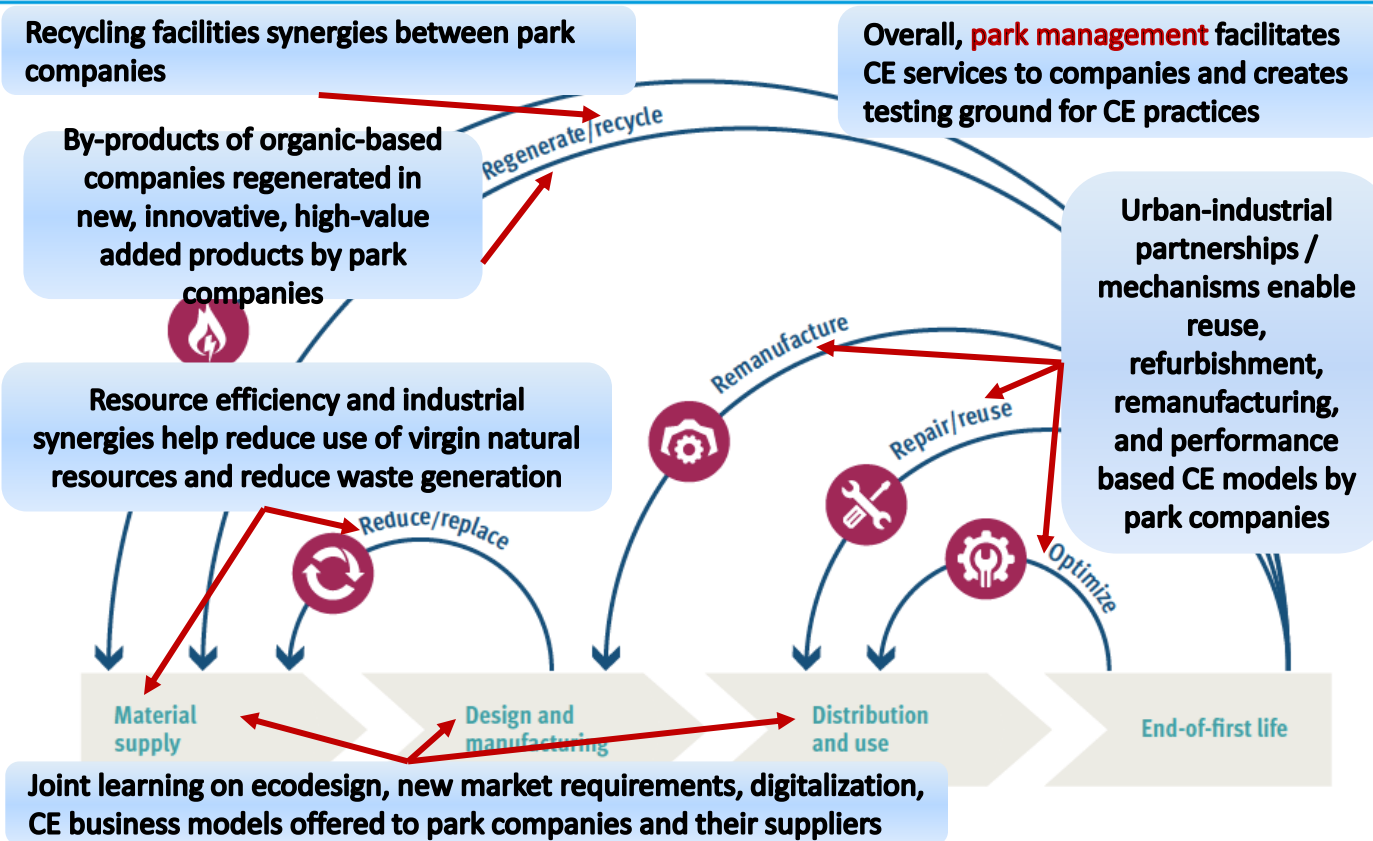 Recycling facilities synergies between park
companies
Overall, park management facilitates
CE services to companies and creates
testing ground for CE practices
Regenerate/recycle
By-products of organic-based
companies regenerated in
new, innovative, high-value
added products by park
companies
Urban-industrial
partnerships /
mechanisms enable
reuse,
refurbishment,
remanufacturing,
and performance
based CE models by
park companies
Remanufacture
Resource efficiency and industrial
synergies help reduce use of virgin natural
resources and reduce waste generation
Repair/reuse
Reduce/replace
Optimize
Material
supply
Design and
manufacturing
Distribution
and use
End-of-first life
Joint learning on ecodesign, new market requirements, digitalization,
CE business models offered to park companies and their suppliers